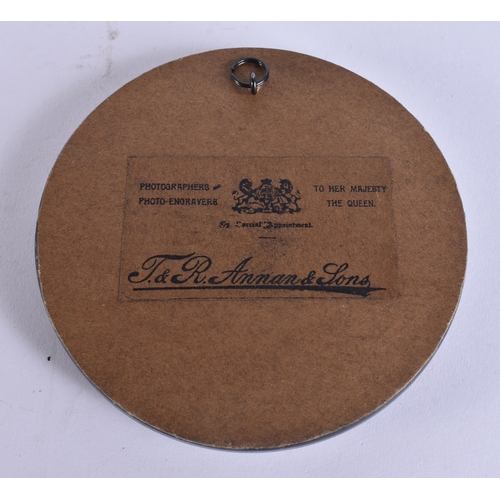 PHOTOGRAPHERS
PHOTO-ENGRAVERS
TO HER MAJESTY
THE QUEEN.
By Special Appointment.
T. & R. Annan & Sons